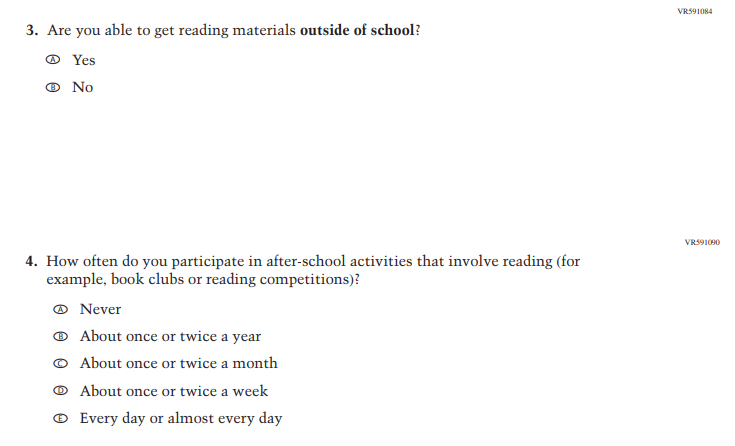 VR591084
3. Are you able to get reading materials outside of school?
A Yes
B No
VR591090
4. How often do you participate in after-school activities that involve reading (for
example, book clubs or reading competitions)?
A Never
B About once or twice a year
C About once or twice a month
D About once or twice a week
E Every day or almost every day